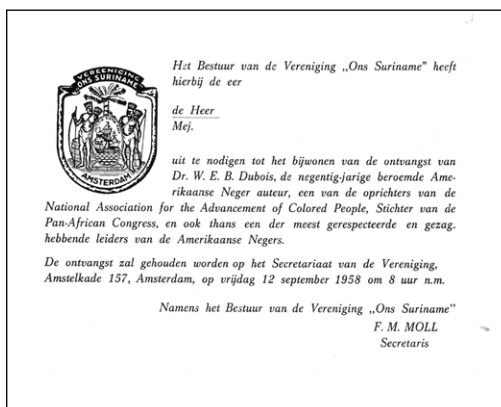 VEREENIGING
ONS SURINAME
AMSTERDAM
Het Bestuur van de Vereniging „Ons Suriname” heeft
hierbij de eer
de Heer
Mej.
uit te nodigen tot het bijwonen van de ontvangst van
Dr. W. E. B. Dubois, de negentig-jarige beroemde Ame-
rikaanse Neger auteur, een van de oprichters van de
National Association for the Advancement of Colored People, Stichter van de
Pan-African Congress, en ook thans een der meest gerespecteerde en gezag.
hebbende leiders van de Amerikaanse Negers.
De ontvangst zal gehouden worden op het Secretariaat van de Vereniging,
Amstelkade 157, Amsterdam, op vrijdag 12 september 1958 om 8 uur n.m.
Namens het Bestuur van de Vereniging „Ons Suriname”
F. M. MOLL
Secretaris